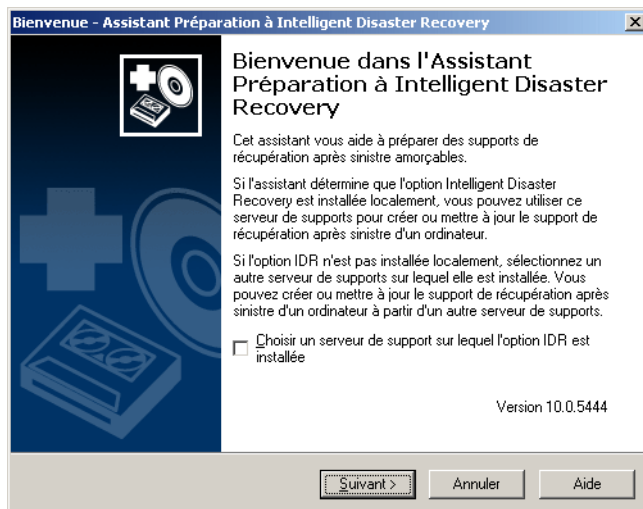 Bienvenue - Assistant Préparation à Intelligent Disaster Recovery
Bienvenue dans l'Assistant
Préparation à Intelligent Disaster
Recovery
Cet assistant vous aide à préparer des supports de
récupération après sinistre amorçables.
Si l'assistant détermine que l'option Intelligent Disaster
Recovery est installée localement, vous pouvez utiliser ce
serveur de supports pour créer ou mettre à jour le support de
récupération après sinistre d'un ordinateur.
Si l'option IDR n'est pas installée localement, sélectionnez un
autre serveur de supports sur lequel elle est installée. Vous
pouvez créer ou mettre à jour le support de récupération après
sinistre d'un ordinateur à partir d'un autre serveur de supports.
Choisir un serveur de support sur lequel l'option IDR est
installée
Version 10.0.5444
Suivant >
Annuler
Aide